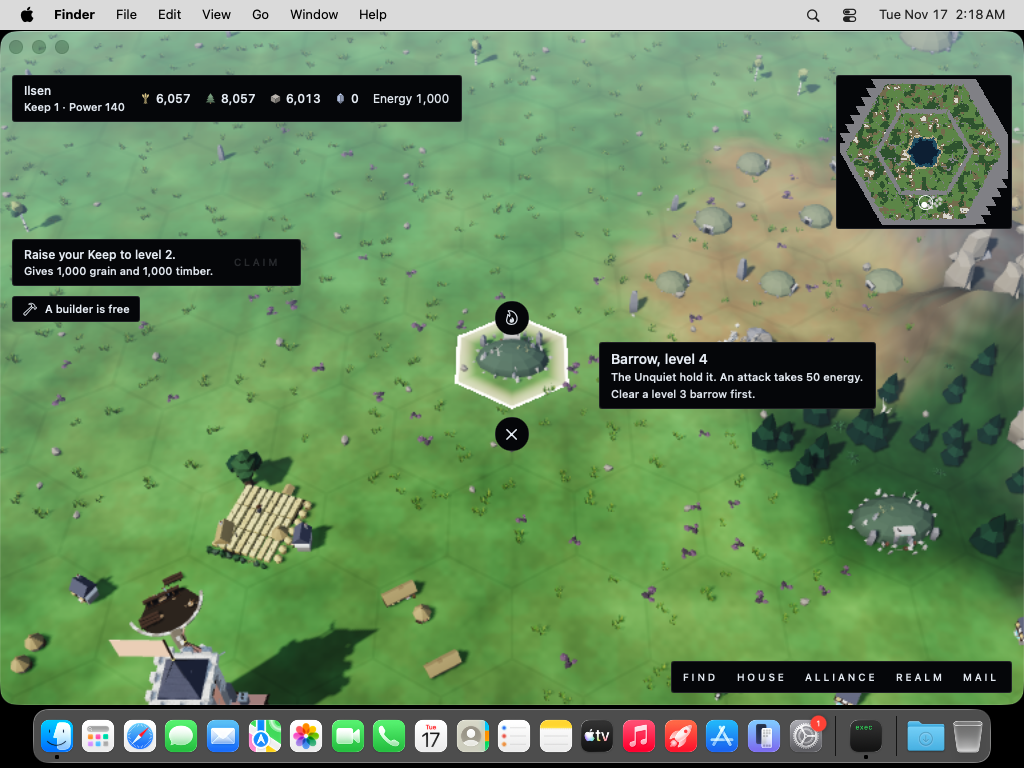 Finder File Edit View Go Window Help
Tue Nov 17 2:18 AM
Ilsen
Keep 1 · Power 140
6,057 8,057 6,013 0 Energy 1,000
Raise your Keep to level 2.
Gives 1,000 grain and 1,000 timber.
CLAIM
A builder is free
Barrow, level 4
The Unquiet hold it. An attack takes 50 energy.
Clear a level 3 barrow first.
FIND HOUSE ALLIANCE REALM MAIL
Tue
17
tv
1
exec